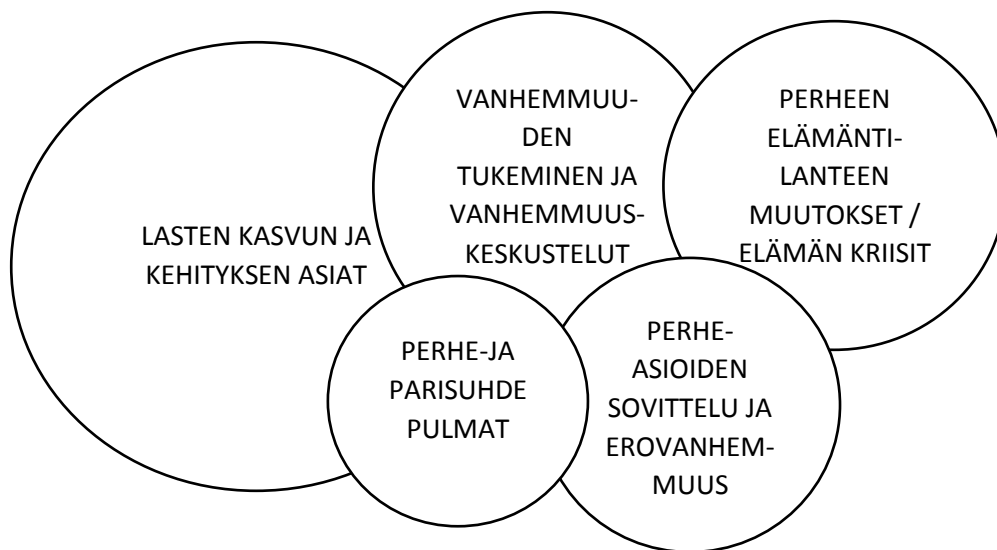 LASTEN KASVUN JA
KEHITYKSEN ASIAT
VANHEMMUU-
DEN
TUKEMINEN JA
VANHEMMUUS-
KESKUSTELUT
PERHEEN
ELÄMÄNTI-
LANTEEN
MUUTOKSET /
ELÄMÄN KRIISIT
PERHE-JA
PARISUHDE
PULMAT
PERHE-
ASIOIDEN
SOVITTELU JA
EROVANHEM-
MUUS